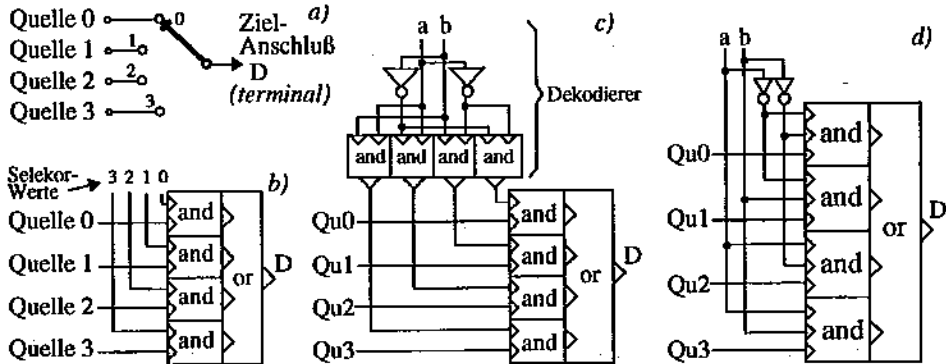 a)
Quelle 0
0
Ziel-
Anschluß
D
(terminal)
Quelle 1
1
Quelle 2
2
Quelle 3
3
b)
Selekor-
Werte
3 2 1 0
Quelle 0
and
Quelle 1
and
or
D
Quelle 2
and
Quelle 3
and
c)
a b
Dekodierer
and and and and
Qu0
and
Qu1
and
or
D
Qu2
and
Qu3
and
d)
a b
Qu0
and
Qu1
and
or
D
Qu2
and
Qu3
and